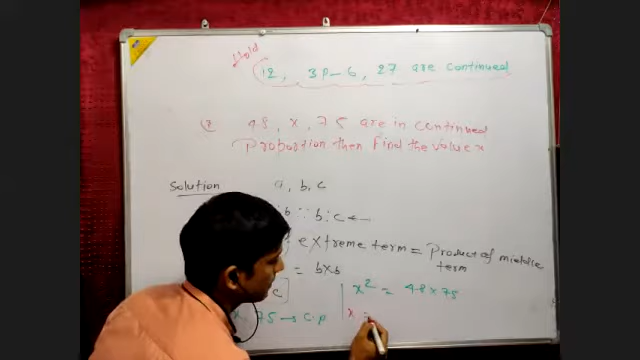 Hold
12, 3p-6, 27 are continued
48, x, 75 are in continued
Proportion then find the value x
Solution a, b, c
b :: b : c
extreme term = Product of middle term
= b×b
c]
75 → c.p
x² = 48×75
x =